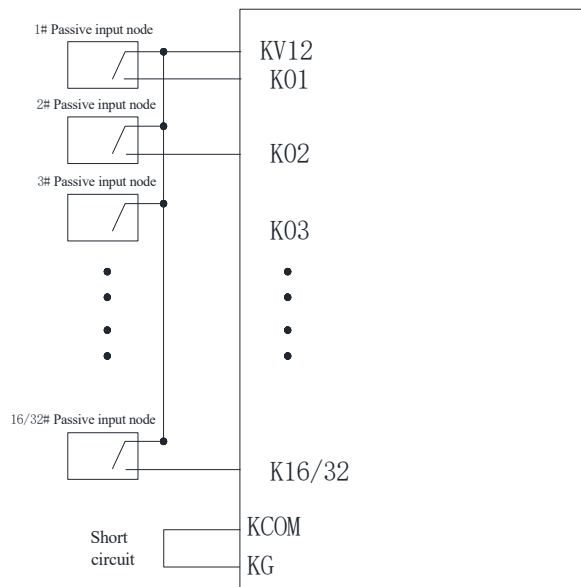 1# Passive input node
KV12
K01
2# Passive input node
K02
3# Passive input node
K03
16/32# Passive input node
K16/32
KCOM
Short
circuit
KG